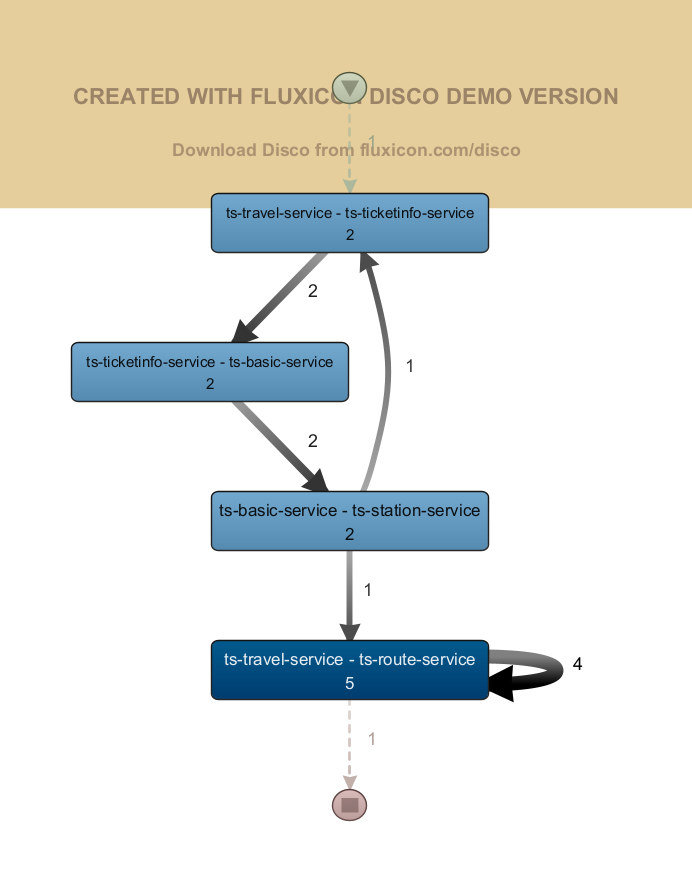 CREATED WITH FLUXICON DISCO DEMO VERSION
1
Download Disco from fluxicon.com/disco
ts-travel-service - ts-ticketinfo-service
2
2
ts-ticketinfo-service - ts-basic-service
2
1
2
ts-basic-service - ts-station-service
2
1
ts-travel-service - ts-route-service
5
4
1